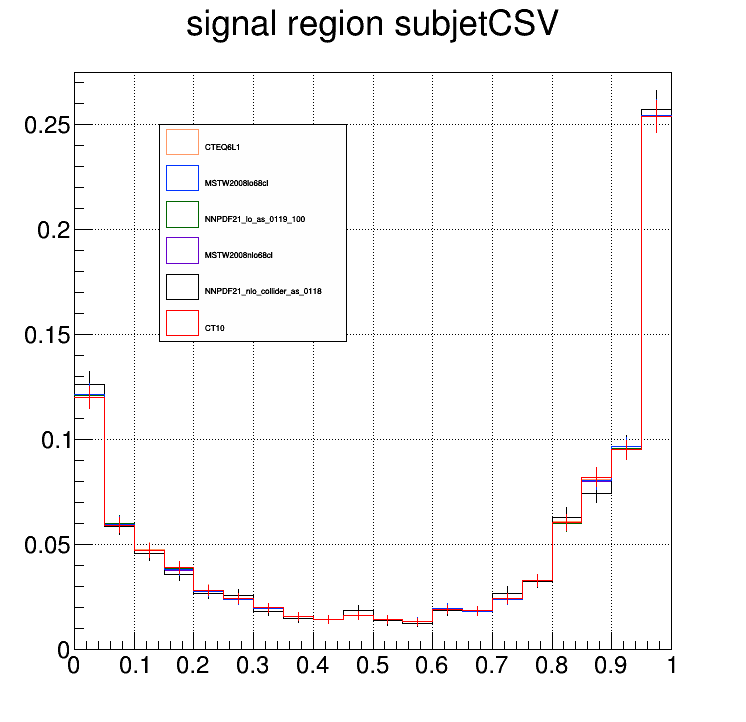 signal region subjetCSV
0.25
0.2
0.15
0.1
0.05
0
CTEQ6L1
MSTW2008lo68cl
NNPDF21_lo_as_0119_100
MSTW2008nlo68cl
NNPDF21_nlo_collider_as_0118
CT10
0 0.1 0.2 0.3 0.4 0.5 0.6 0.7 0.8 0.9 1